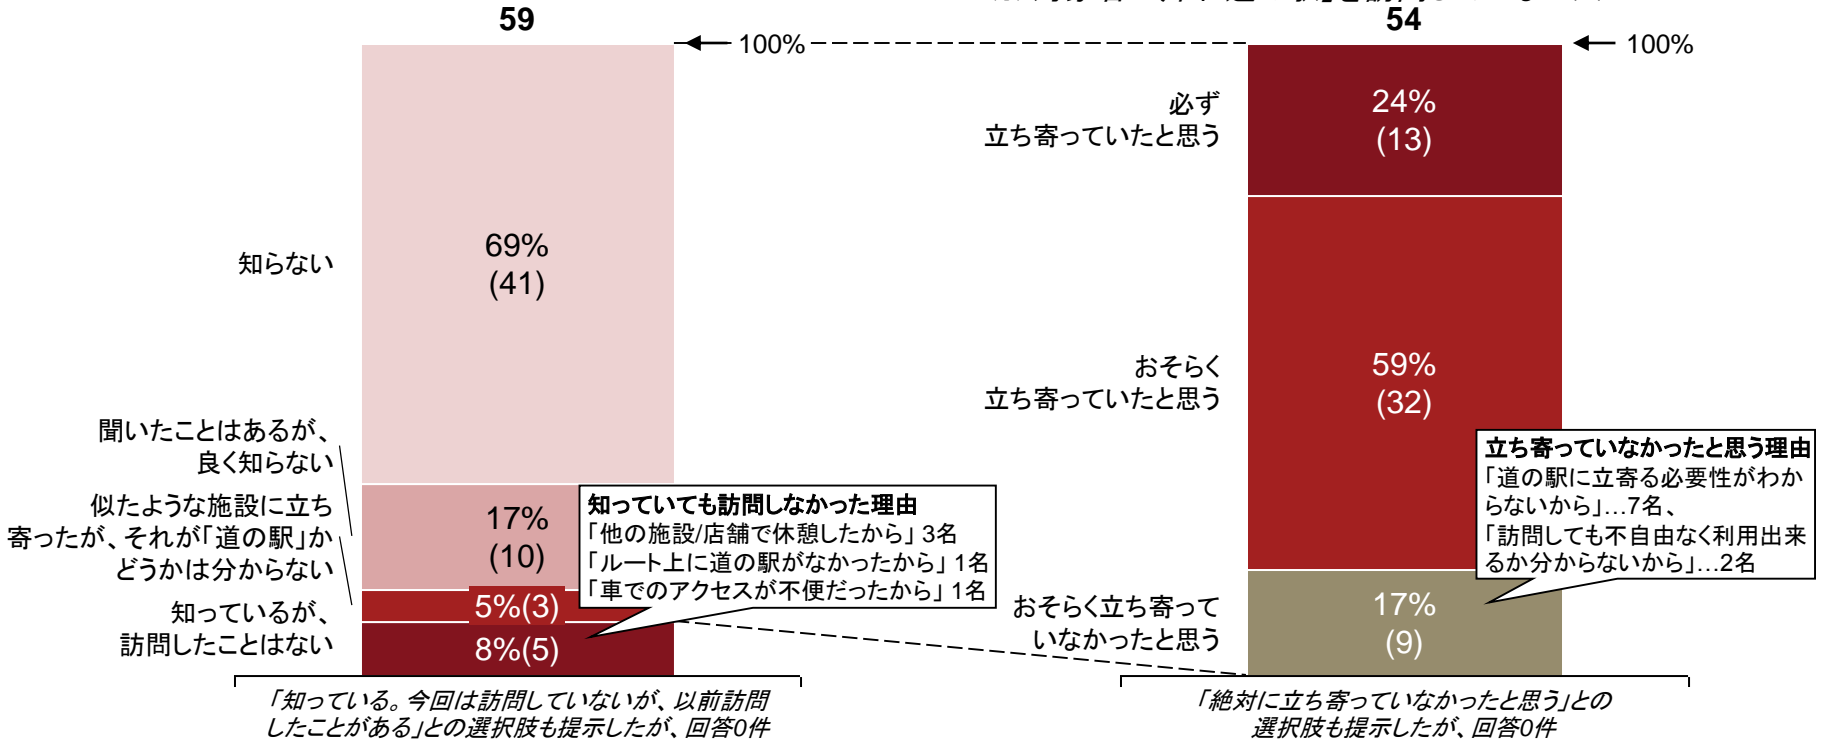 59
100%
知らない
69%
(41)
聞いたことはあるが、
良く知らない
17%
(10)
似たような施設に立ち
寄ったが、それが「道の駅」か
どうかは分からない
5%(3)
知っているが、
訪問したことはない
8%(5)
知っていても訪問しなかった理由
「他の施設/店舗で休憩したから」 3名
「ルート上に道の駅がなかったから」 1名
「車でのアクセスが不便だったから」 1名
「知っている。今回は訪問していないが、以前訪問
したことがある」との選択肢も提示したが、回答0件
54
100%
必ず
立ち寄っていたと思う
24%
(13)
おそらく
立ち寄っていたと思う
59%
(32)
おそらく立ち寄って
いなかったと思う
17%
(9)
立ち寄っていなかったと思う理由
「道の駅に立寄る必要性がわか
らないから」…7名、
「訪問しても不自由なく利用出来
るか分からないから」…2名
「絶対に立ち寄っていなかったと思う」との
選択肢も提示したが、回答0件